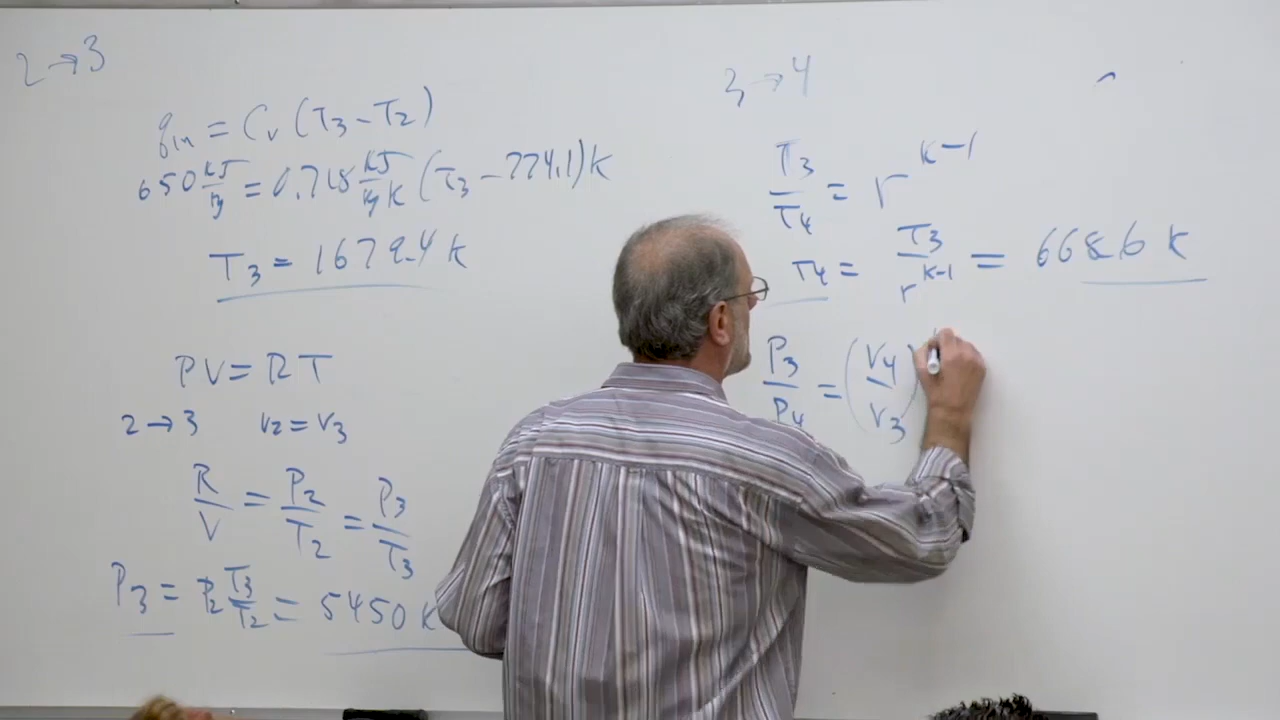 2→3
q_in = C_v (T_3 - T_2)
650 kJ/kg = 0.718 kJ/kg K (T_3 - 774.1) K
T_3 = 1679.4 K
PV = RT
2→3 v_2 = v_3
R/V = P_2/T_2 = P_3/T_3
P_3 = P_2 T_3/T_2 = 5450 K
3→4
T_3/T_4 = r^{k-1}
T_4 = T_3/r^{k-1} = 668.6 K
P_3/P_4 = (V_4/V_3)